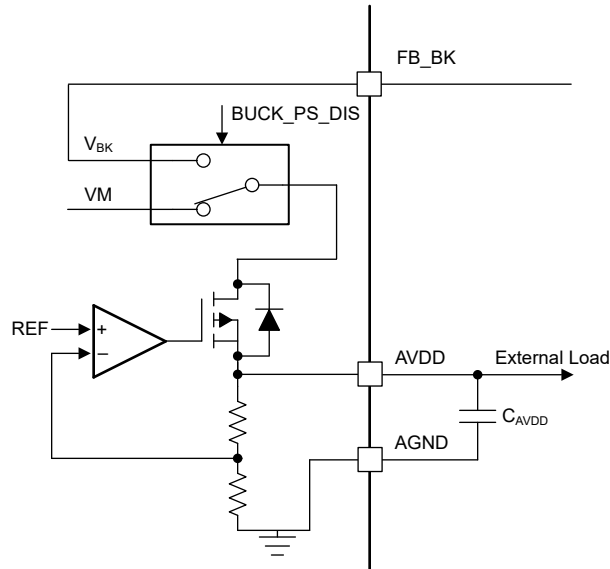 FB_BK
BUCK_PS_DIS
VBK
VM
REF
+
−
AVDD
External Load
CAVDD
AGND